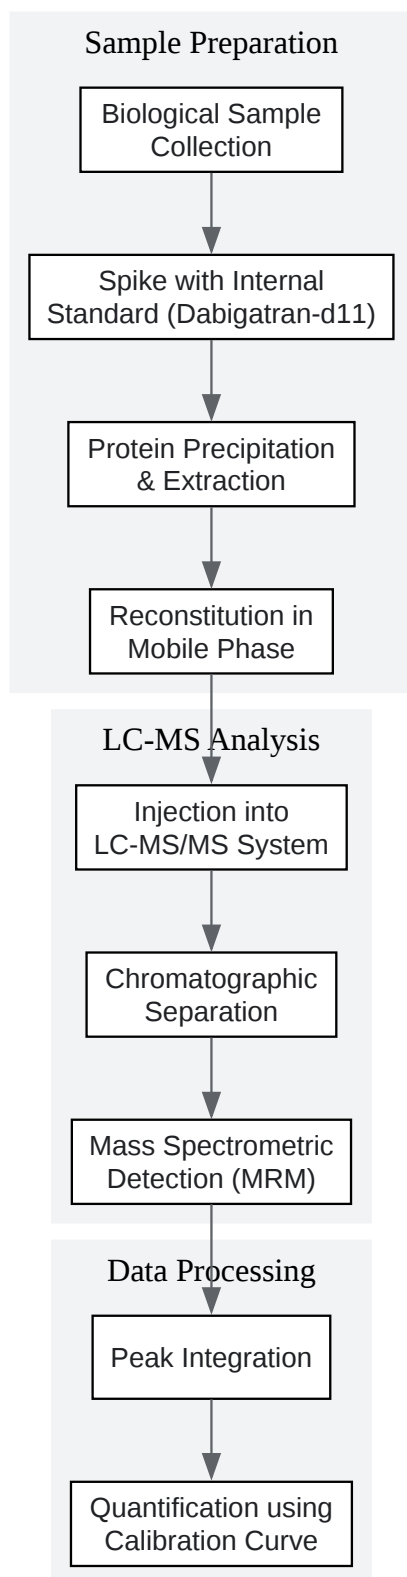 Sample Preparation
Biological Sample
Collection
Spike with Internal
Standard (Dabigatran-d11)
Protein Precipitation
& Extraction
Reconstitution in
Mobile Phase
LC-MS Analysis
Injection into
LC-MS/MS System
Chromatographic
Separation
Mass Spectrometric
Detection (MRM)
Data Processing
Peak Integration
Quantification using
Calibration Curve